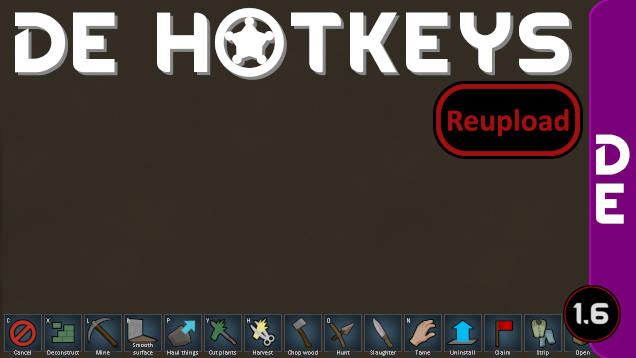 DE HOTKEYS
Reupload
DE
1.6
C X L P Y H O
Cancel Deconstruct Mine Smooth surface Haul things Cut plants Harvest Chop wood Hunt Slaughter Tame Uninstall Claim Strip Open